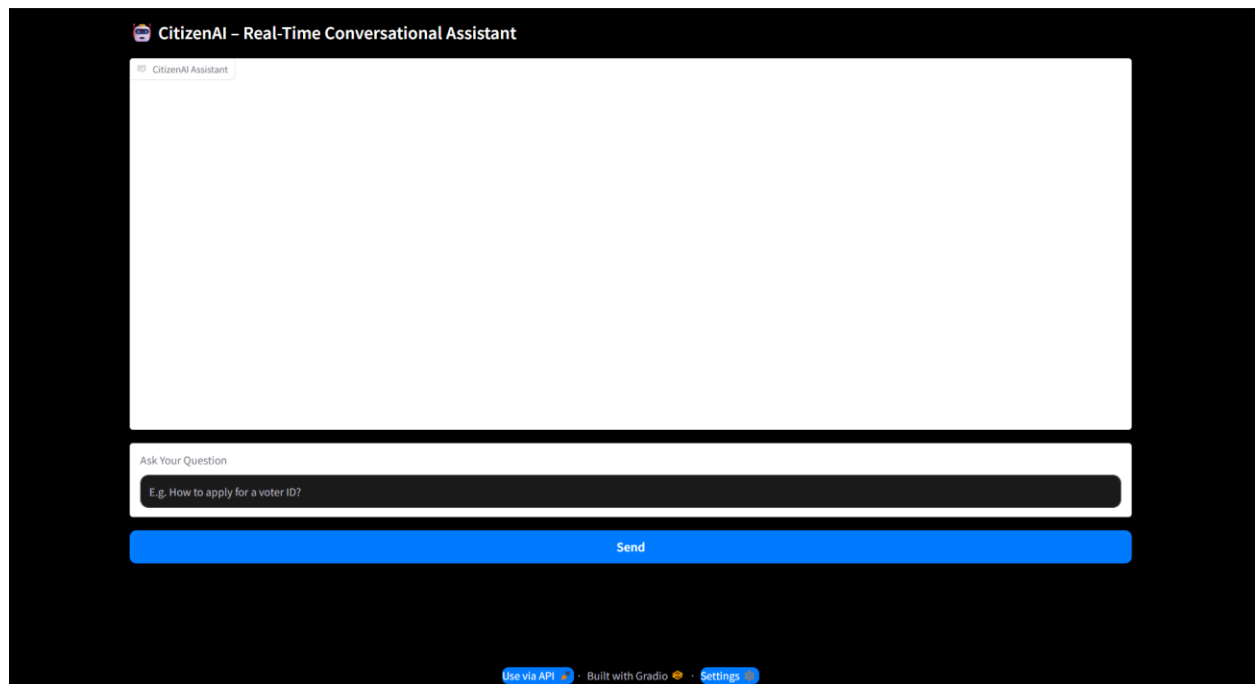 🤖 CitizenAI – Real-Time Conversational Assistant
CitizenAI Assistant
Ask Your Question
E.g. How to apply for a voter ID?
Send
Use via API 🚀 · Built with Gradio · Settings ⚙️